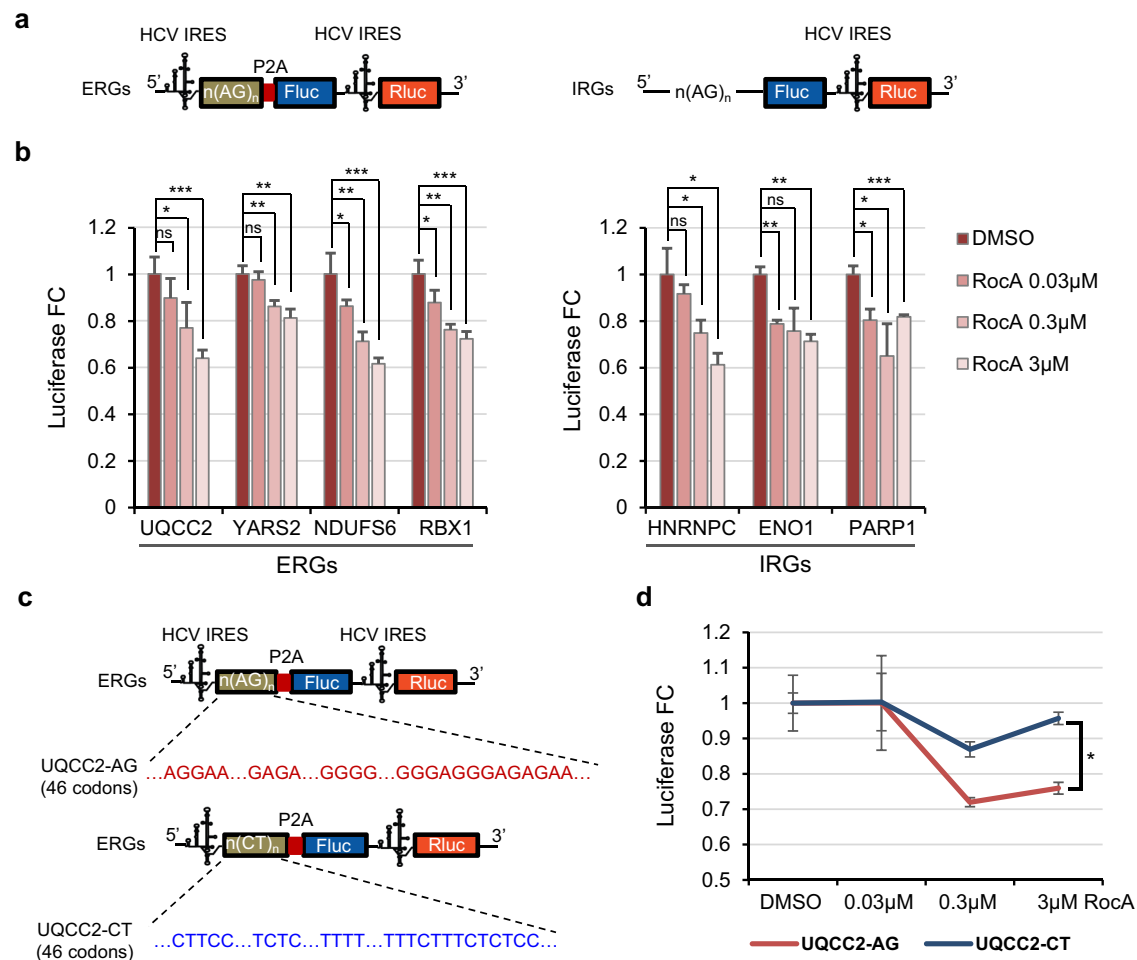 a
HCV IRES HCV IRES HCV IRES
P2A
5’ 3’ 5’ 3’
ERGs n(AG)n Fluc Rluc IRGs n(AG)n Fluc Rluc
b
*** ** *** *** * ** ***
* ** ** ** * ns *
ns ns * * ns ** *
1.2 1.2
1 1
0.8 0.8
0.6 0.6
0.4 0.4
0.2 0.2
0 0
Luciferase FC Luciferase FC
DMSO
RocA 0.03µM
RocA 0.3µM
RocA 3µM
UQCC2 YARS2 NDUFS6 RBX1 HNRNPC ENO1 PARP1
ERGs IRGs
c
HCV IRES HCV IRES
P2A
5’ 3’
ERGs n(AG)n Fluc Rluc
UQCC2-AG
(46 codons)
…AGGAA…GAGA…GGGG…GGGAGGGAGAGAA…
P2A
5’ 3’
ERGs n(CT)n Fluc Rluc
UQCC2-CT
(46 codons)
…CTTCC…TCTC…TTTT…TTTCTTTCTCTCC…
d
1.2
1.1
1
0.9
0.8
0.7
0.6
0.5
Luciferase FC
*
DMSO 0.03µM 0.3µM 3µM RocA
UQCC2-AG UQCC2-CT